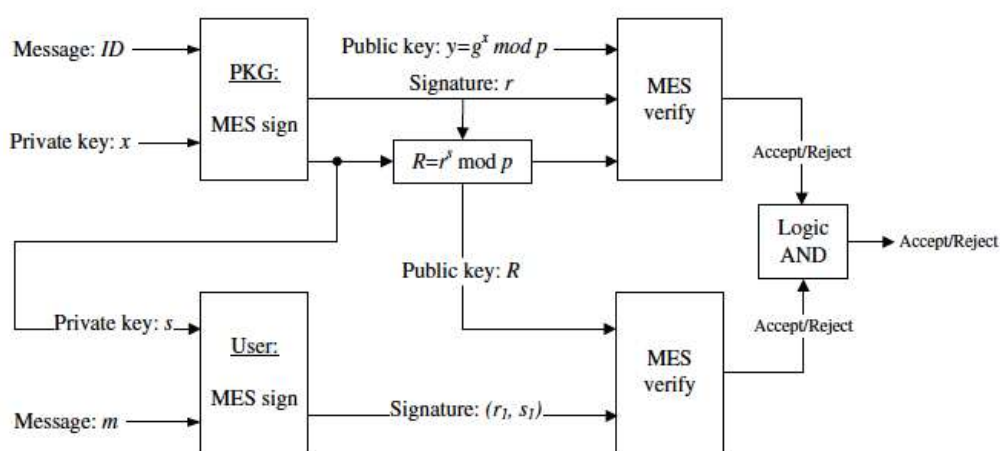 Message: ID
Private key: x
PKG:
MES sign
Public key: y=g^x mod p
Signature: r
R=r^s mod p
MES
verify
Accept/Reject
Logic
AND
Accept/Reject
Public key: R
Private key: s
Message: m
User:
MES sign
Signature: (r₁, s₁)
MES
verify
Accept/Reject